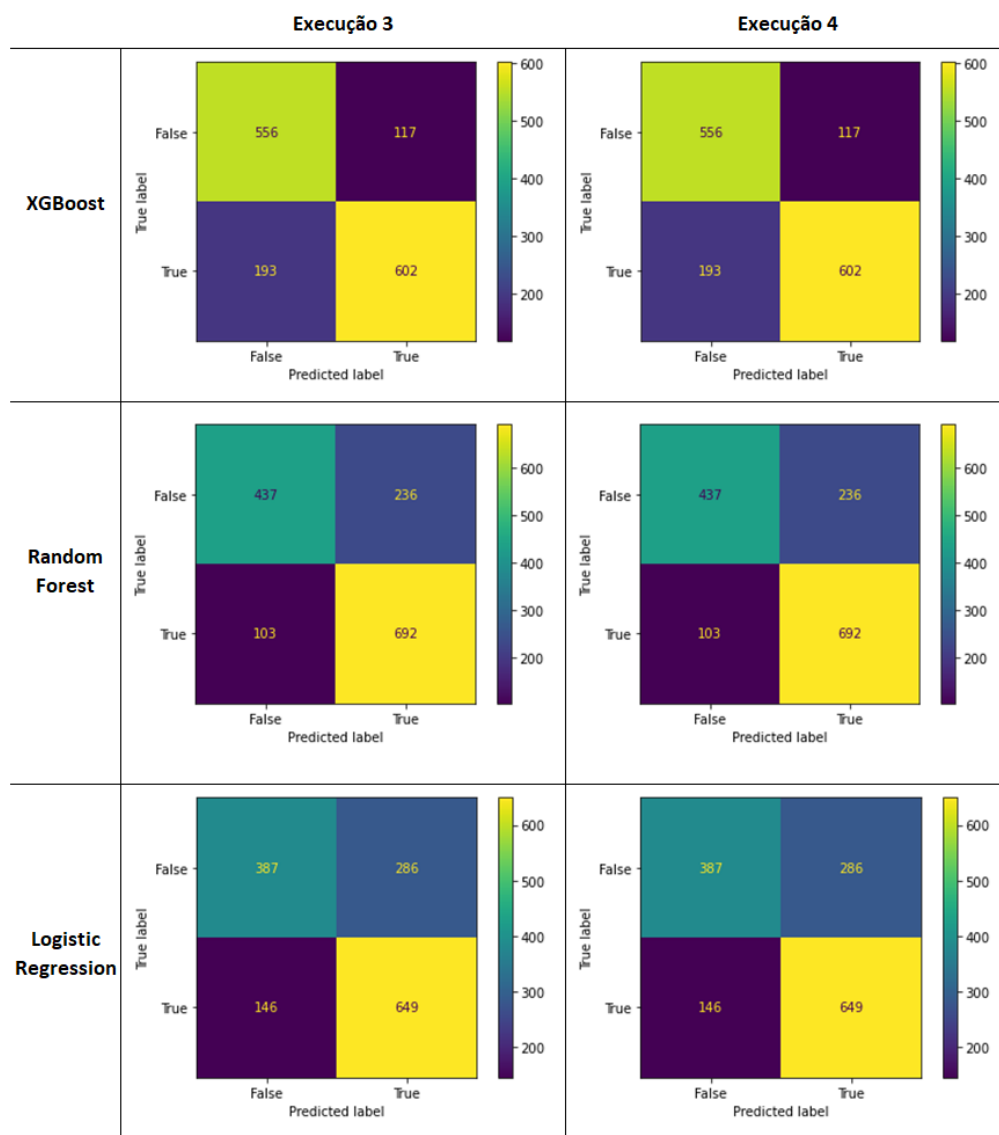 Execução 3 Execução 4
XGBoost
True label
False 556 117
True 193 602
False True
Predicted label
600
500
400
300
200
True label
False 556 117
True 193 602
False True
Predicted label
600
500
400
300
200
Random
Forest
True label
False 437 236
True 103 692
False True
Predicted label
600
500
400
300
200
True label
False 437 236
True 103 692
False True
Predicted label
600
500
400
300
200
Logistic
Regression
True label
False 387 286
True 146 649
False True
Predicted label
600
500
400
300
200
True label
False 387 286
True 146 649
False True
Predicted label
600
500
400
300
200